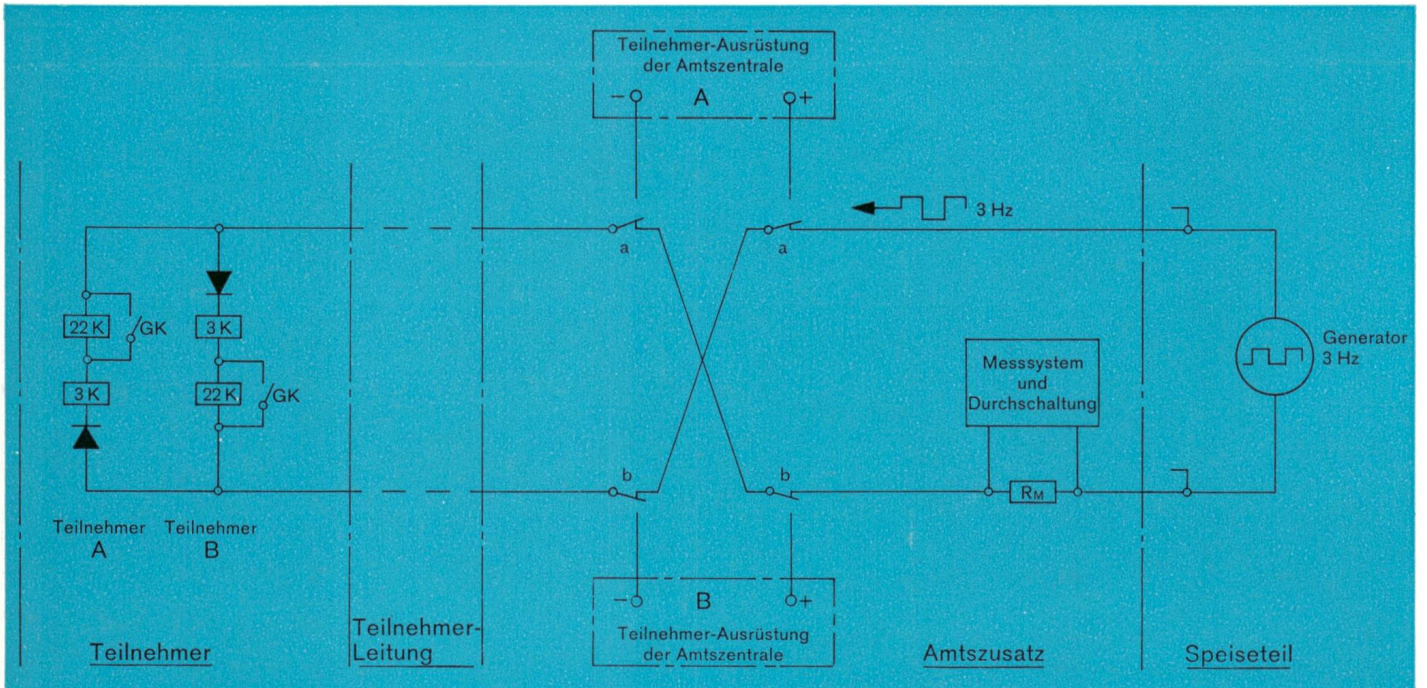 Teilnehmer-Ausrüstung
der Amtszentrale
− A +
3 Hz
a
a
22 K
GK
3 K
3 K
22 K
GK
Messsystem
und
Durchschaltung
Generator
3 Hz
b
b
RM
Teilnehmer
A
Teilnehmer
B
− B +
Teilnehmer-Ausrüstung
der Amtszentrale
Teilnehmer
Teilnehmer-
Leitung
Amtszusatz
Speiseteil